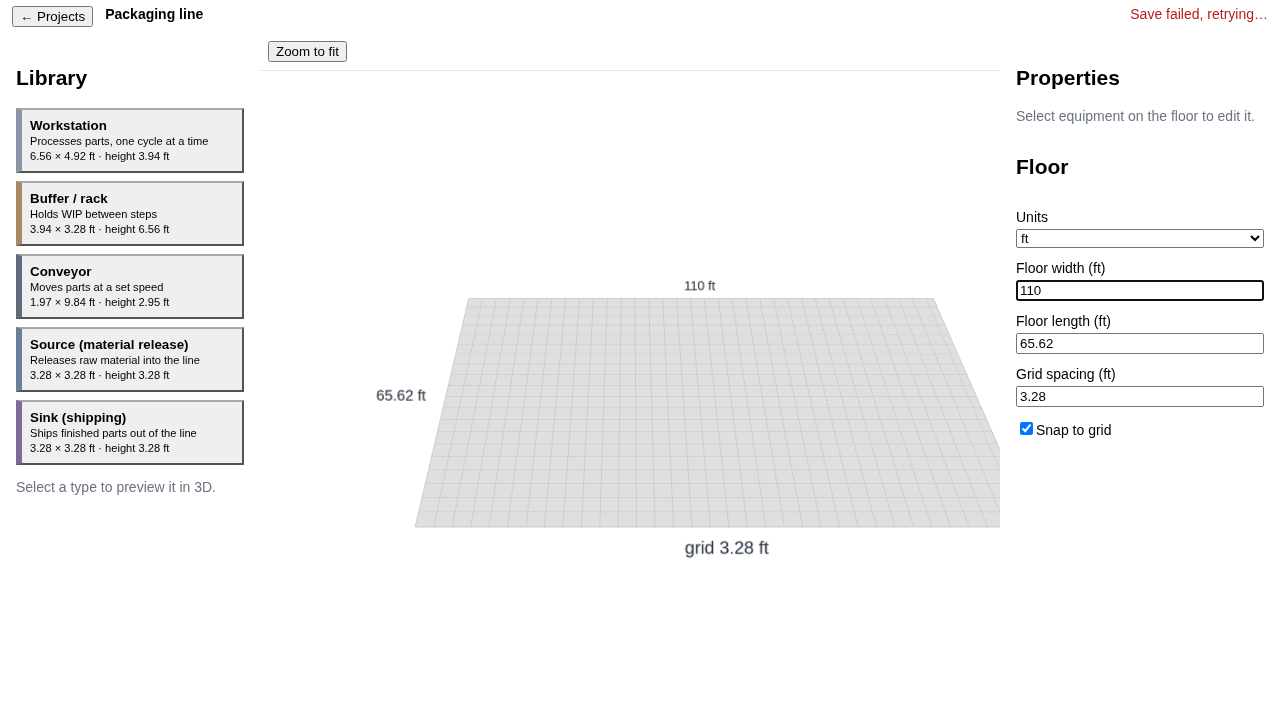 ← Projects
Packaging line
Save failed, retrying…
Zoom to fit
Library
Workstation
Processes parts, one cycle at a time
6.56 × 4.92 ft · height 3.94 ft
Buffer / rack
Holds WIP between steps
3.94 × 3.28 ft · height 6.56 ft
Conveyor
Moves parts at a set speed
1.97 × 9.84 ft · height 2.95 ft
Source (material release)
Releases raw material into the line
3.28 × 3.28 ft · height 3.28 ft
Sink (shipping)
Ships finished parts out of the line
3.28 × 3.28 ft · height 3.28 ft
Select a type to preview it in 3D.
110 ft
65.62 ft
grid 3.28 ft
Properties
Select equipment on the floor to edit it.
Floor
Units
ft
Floor width (ft)
110
Floor length (ft)
65.62
Grid spacing (ft)
3.28
Snap to grid